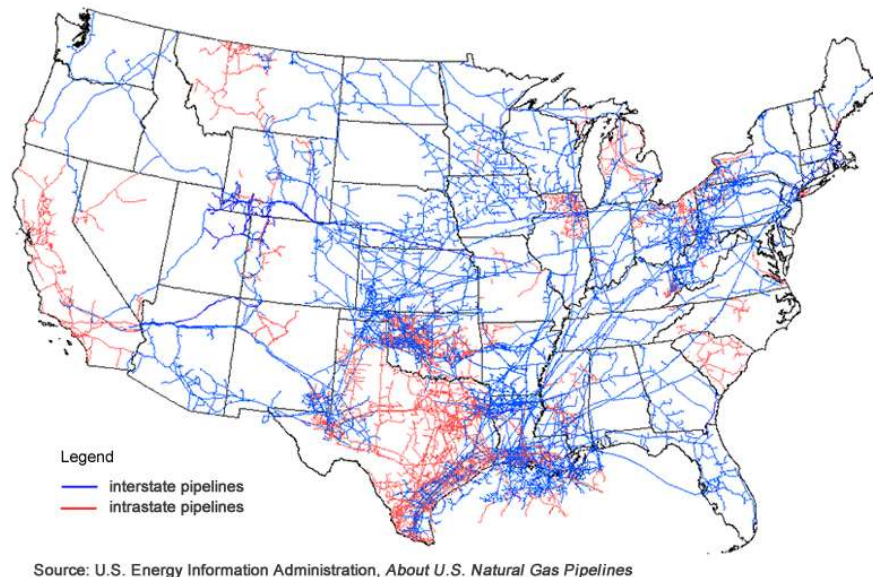 Legend
interstate pipelines
intrastate pipelines
Source: U.S. Energy Information Administration, About U.S. Natural Gas Pipelines